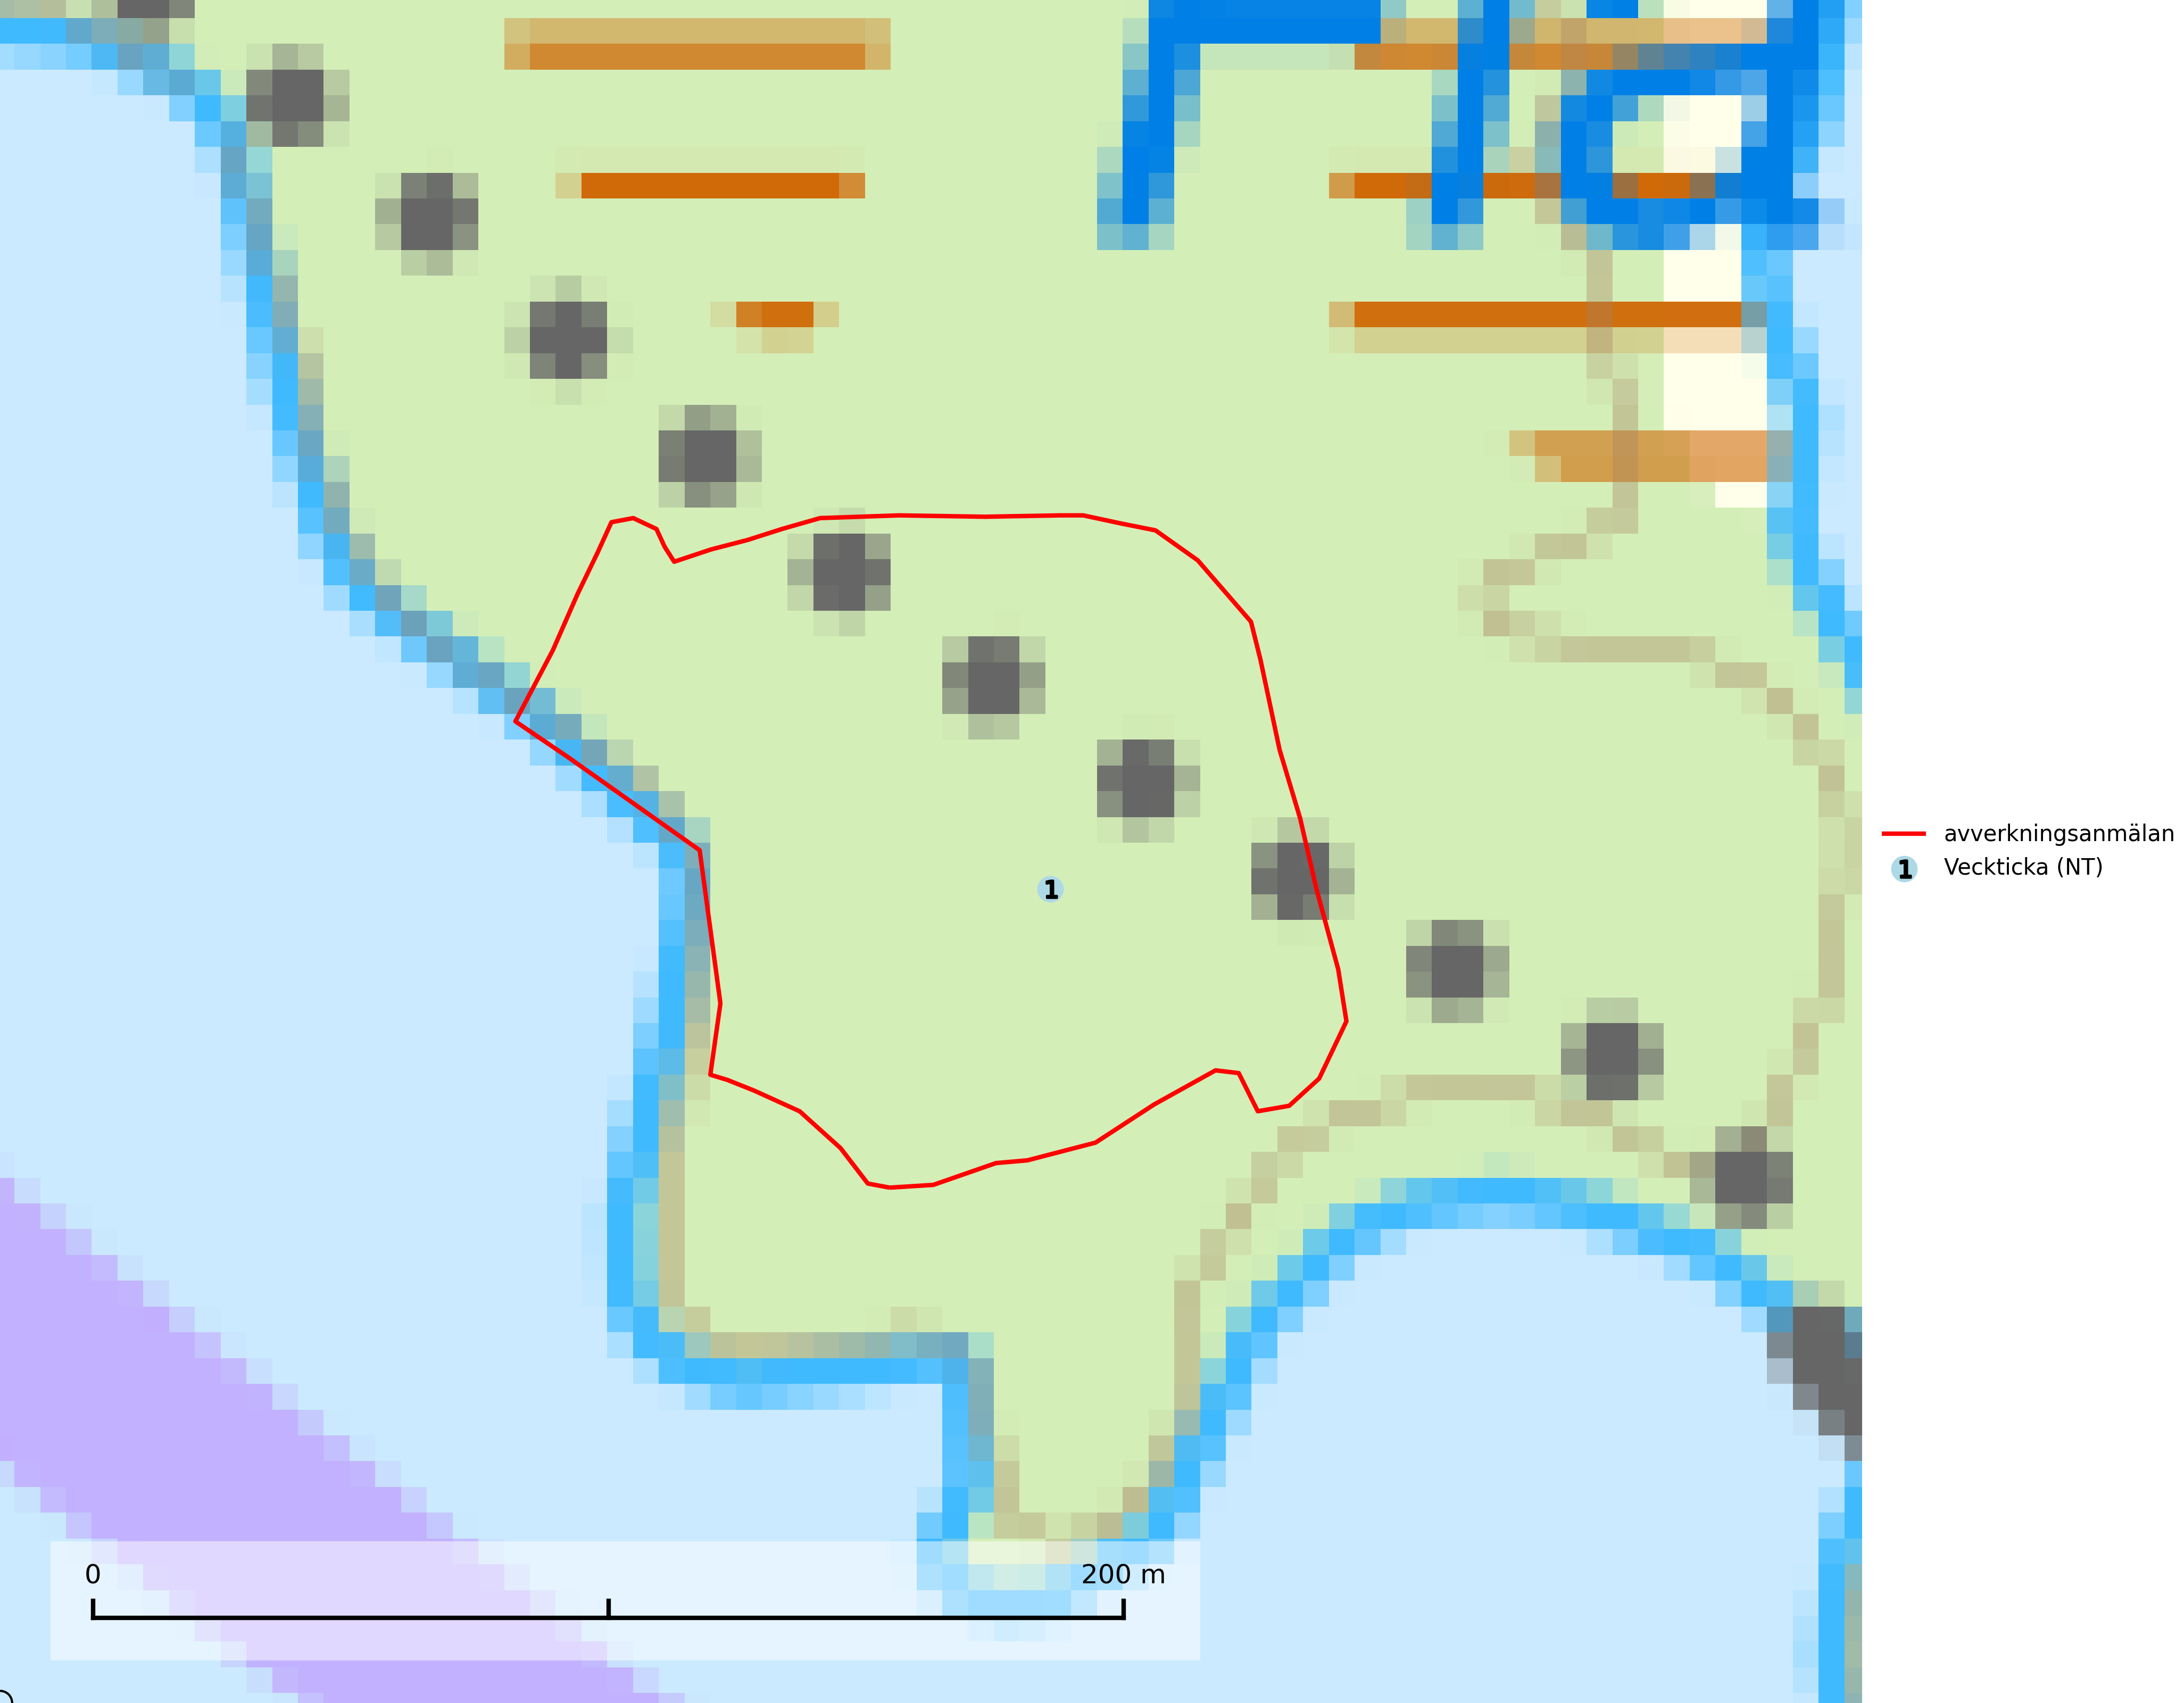 1
avverkningsanmälan
1 Veckticka (NT)
0 200 m